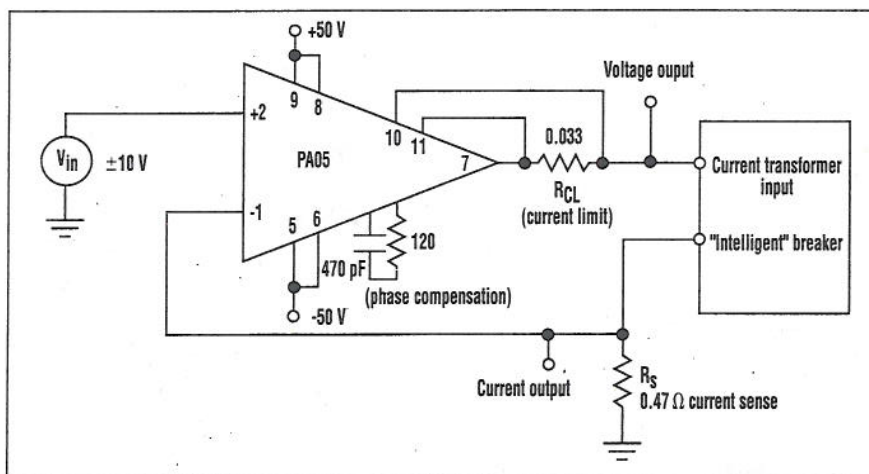 +50 V
Voltage ouput
9
8
+2
10
11
0.033
Vin
±10 V
PA05
7
Current transformer
input
RCL
(current limit)
-1
5
6
120
"Intelligent" breaker
470 pF
(phase compensation)
-50 V
Current output
RS
0.47 Ω current sense